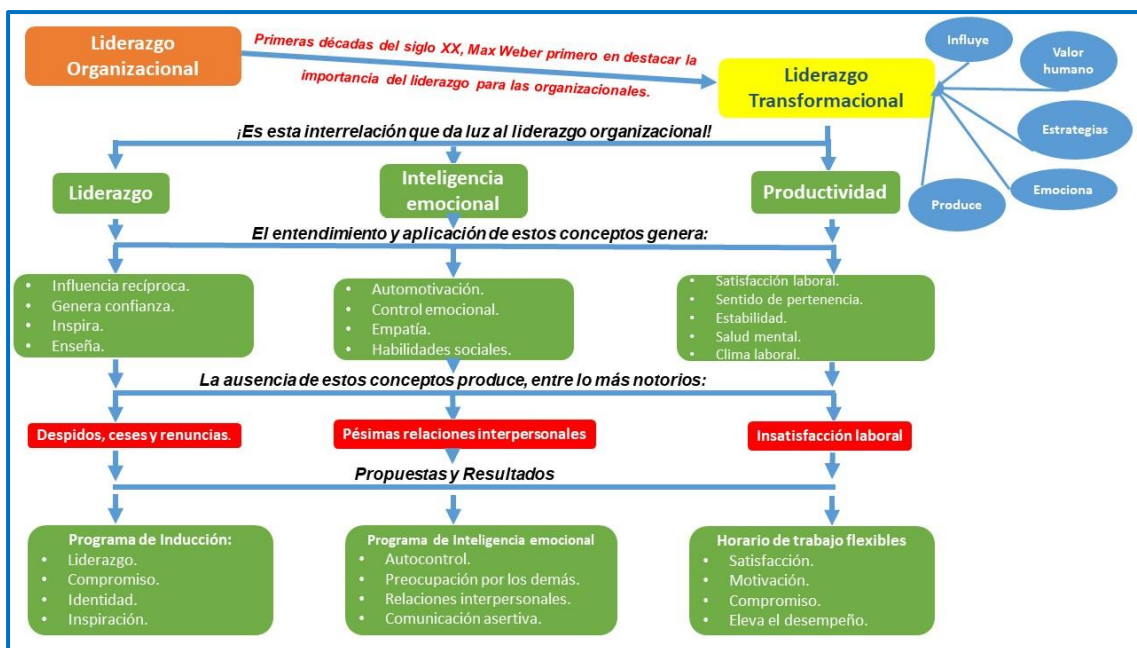 Liderazgo
Organizacional
Primeras décadas del siglo XX, Max Weber primero en destacar la
importancia del liderazgo para las organizacionales.
Liderazgo
Transformacional
Influye
Valor
humano
Estrategias
Emociona
Produce
¡Es esta interrelación que da luz al liderazgo organizacional!
Liderazgo
Inteligencia
emocional
Productividad
El entendimiento y aplicación de estos conceptos genera:
• Influencia recíproca.
• Genera confianza.
• Inspira.
• Enseña.
• Automotivación.
• Control emocional.
• Empatía.
• Habilidades sociales.
• Satisfacción laboral.
• Sentido de pertenencia.
• Estabilidad.
• Salud mental.
• Clima laboral.
La ausencia de estos conceptos produce, entre lo más notorios:
Despidos, ceses y renuncias.
Pésimas relaciones interpersonales
Insatisfacción laboral
Propuestas y Resultados
Programa de Inducción:
• Liderazgo.
• Compromiso.
• Identidad.
• Inspiración.
Programa de Inteligencia emocional
• Autocontrol.
• Preocupación por los demás.
• Relaciones interpersonales.
• Comunicación asertiva.
Horario de trabajo flexibles
• Satisfacción.
• Motivación.
• Compromiso.
• Eleva el desempeño.